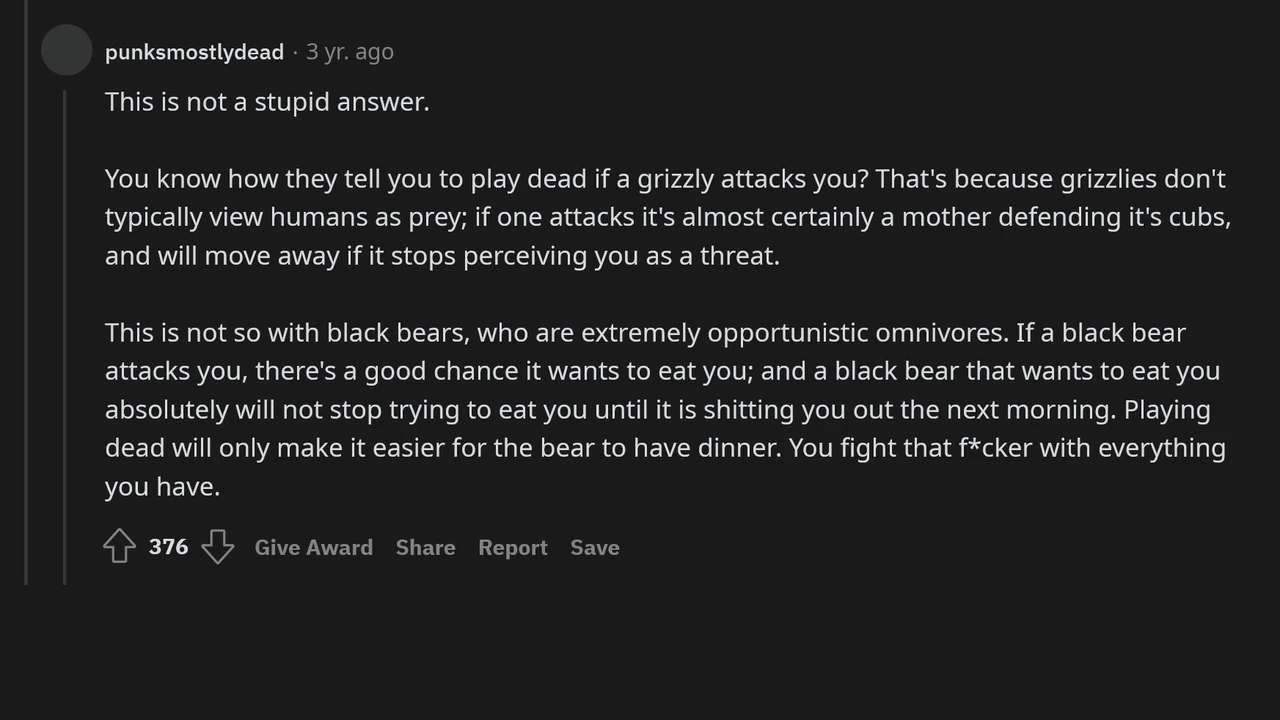 punksmostlydead · 3 yr. ago
This is not a stupid answer.
You know how they tell you to play dead if a grizzly attacks you? That's because grizzlies don't
typically view humans as prey; if one attacks it's almost certainly a mother defending it's cubs,
and will move away if it stops perceiving you as a threat.
This is not so with black bears, who are extremely opportunistic omnivores. If a black bear
attacks you, there's a good chance it wants to eat you; and a black bear that wants to eat you
absolutely will not stop trying to eat you until it is shitting you out the next morning. Playing
dead will only make it easier for the bear to have dinner. You fight that f*cker with everything
you have.
376 Give Award Share Report Save